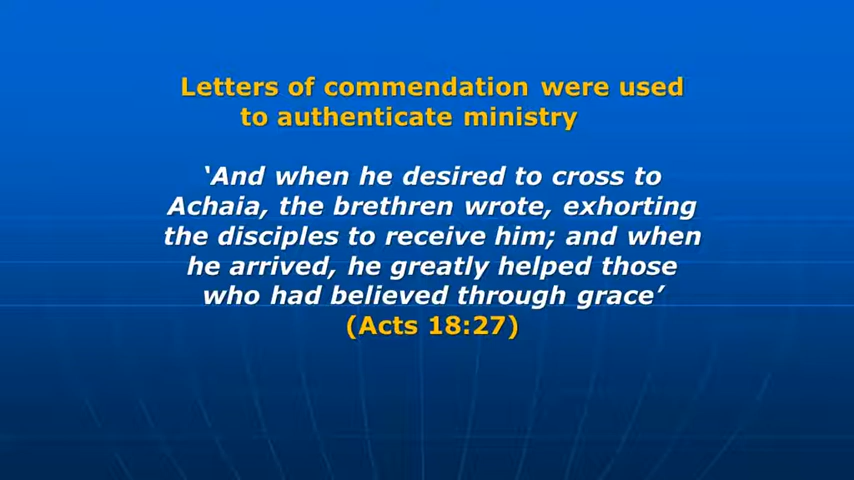 Letters of commendation were used
to authenticate ministry
‘And when he desired to cross to
Achaia, the brethren wrote, exhorting
the disciples to receive him; and when
he arrived, he greatly helped those
who had believed through grace’
(Acts 18:27)